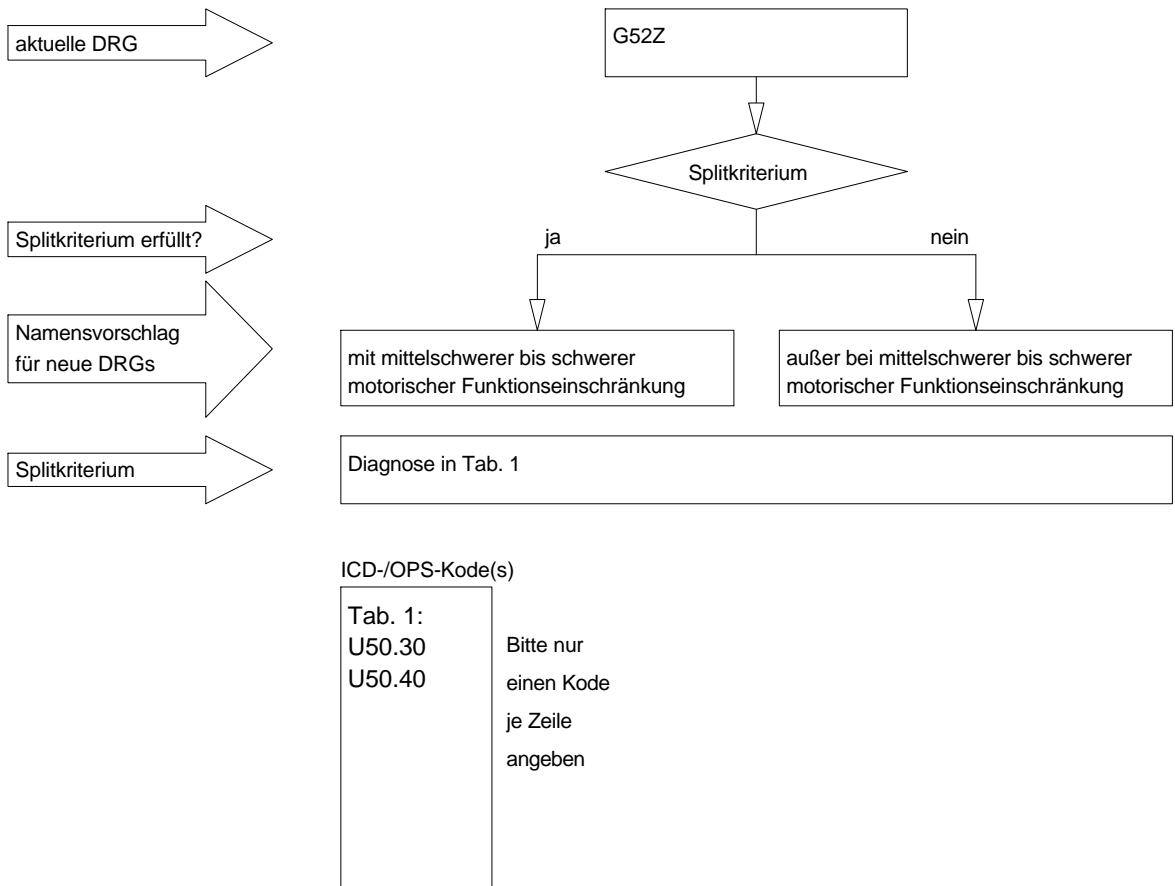 aktuelle DRG
G52Z
Splitkriterium
Splitkriterium erfüllt?
ja
nein
Namensvorschlag
für neue DRGs
mit mittelschwerer bis schwerer
motorischer Funktionseinschränkung
außer bei mittelschwerer bis schwerer
motorischer Funktionseinschränkung
Splitkriterium
Diagnose in Tab. 1
ICD-/OPS-Kode(s)
Tab. 1:
U50.30
U50.40
Bitte nur
einen Kode
je Zeile
angeben